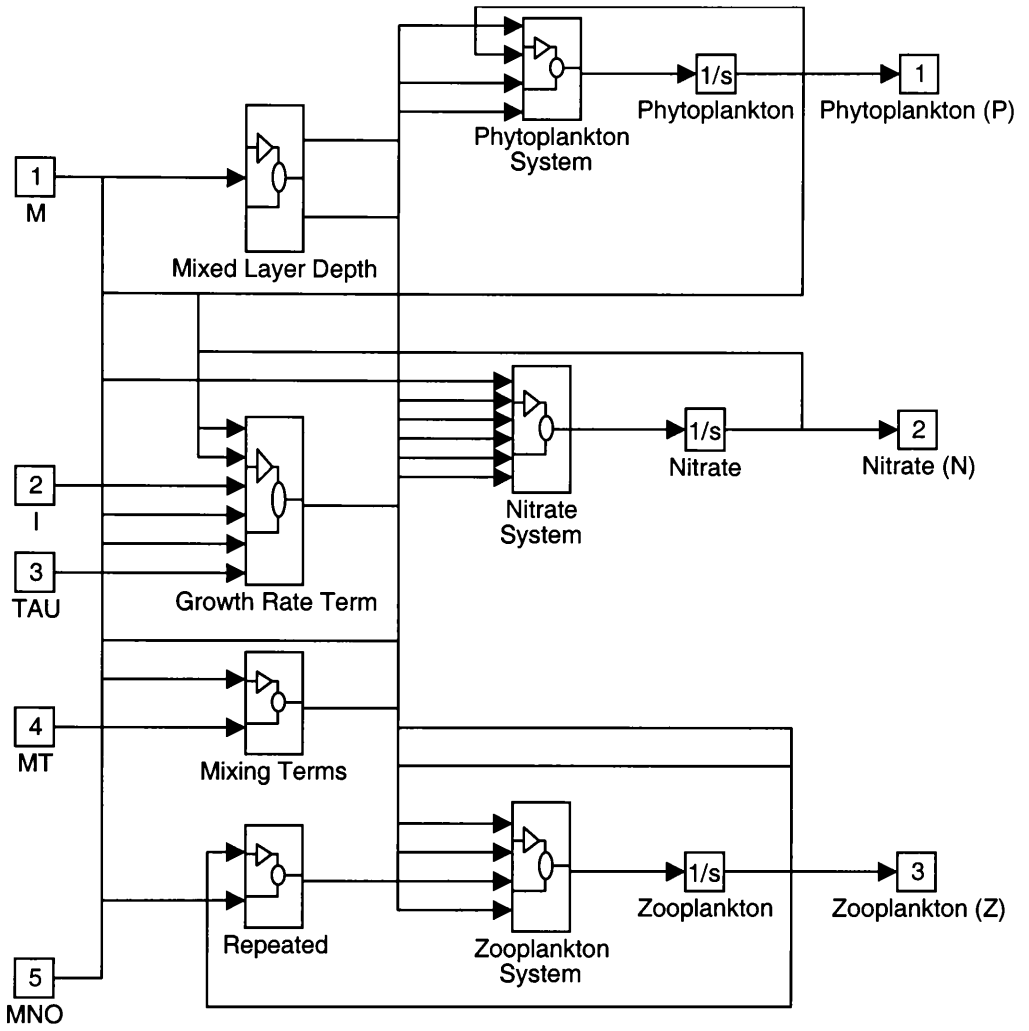 1/s
1
Phytoplankton
System
Phytoplankton
Phytoplankton (P)
1
M
Mixed Layer Depth
1/s
2
Nitrate
Nitrate (N)
2
I
Nitrate
System
3
TAU
Growth Rate Term
4
MT
Mixing Terms
1/s
3
Zooplankton
Zooplankton (Z)
Repeated
Zooplankton
System
5
MNO